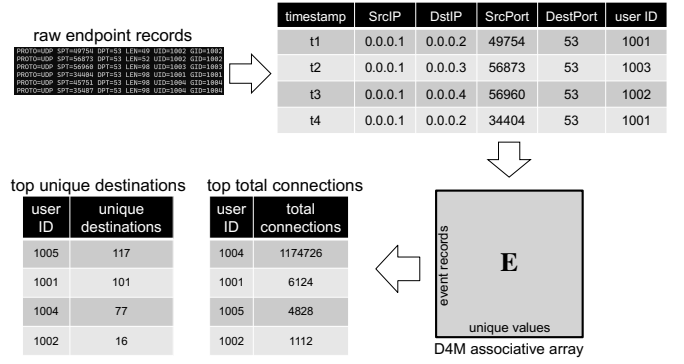 raw endpoint records
PROTO=UDP SPT=49754 DPT=53 LEN=49 UID=1002 GID=1002
PROTO=UDP SPT=56873 DPT=53 LEN=52 UID=1002 GID=1002
PROTO=UDP SPT=56960 DPT=53 LEN=98 UID=1003 GID=1003
PROTO=UDP SPT=34404 DPT=53 LEN=98 UID=1001 GID=1001
PROTO=UDP SPT=45751 DPT=53 LEN=98 UID=1004 GID=1004
PROTO=UDP SPT=35487 DPT=53 LEN=98 UID=1004 GID=1004
timestamp SrcIP DstIP SrcPort DestPort user ID
t1 0.0.0.1 0.0.0.2 49754 53 1001
t2 0.0.0.1 0.0.0.3 56873 53 1003
t3 0.0.0.1 0.0.0.4 56960 53 1002
t4 0.0.0.1 0.0.0.2 34404 53 1001
top unique destinations
user unique
ID destinations
1005 117
1001 101
1004 77
1002 16
top total connections
user total
ID connections
1004 1174726
1001 6124
1005 4828
1002 1112
event records
E
unique values
D4M associative array